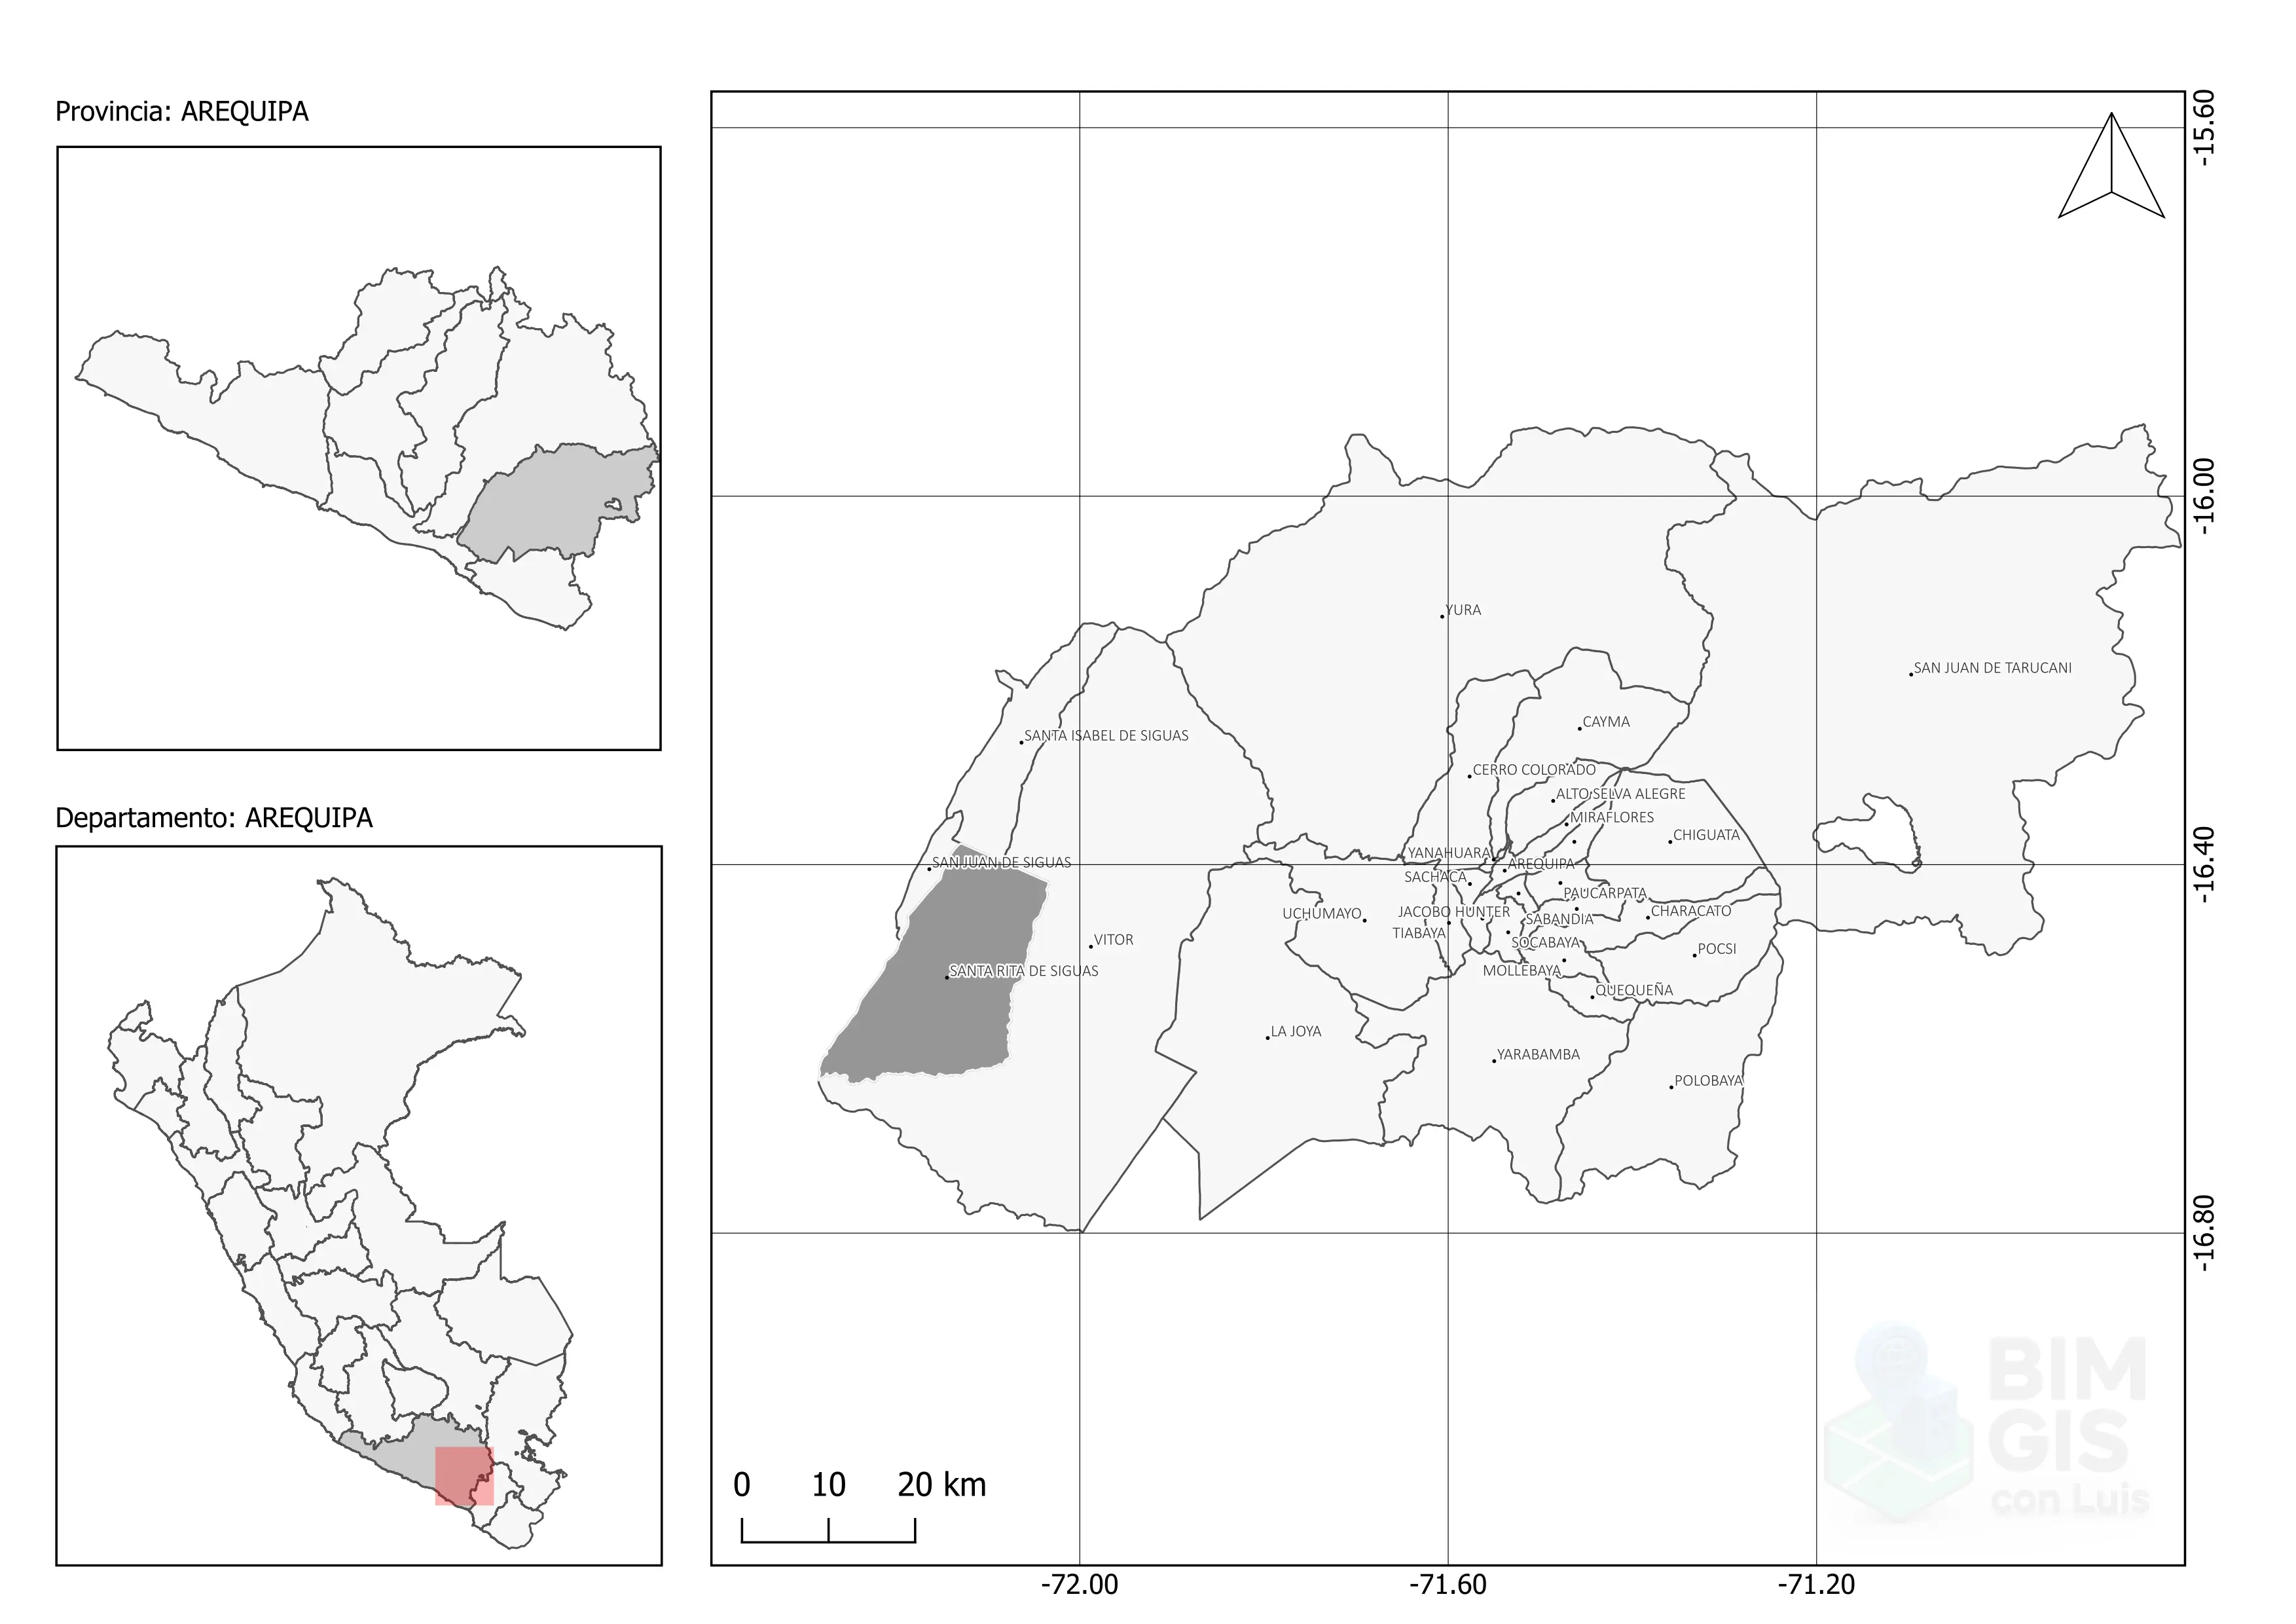 Provincia: AREQUIPA
Departamento: AREQUIPA
-15.60
-16.00
-16.40
-16.80
YURA
SAN JUAN DE TARUCANI
CAYMA
SANTA ISABEL DE SIGUAS
CERRO COLORADO
ALTO SELVA ALEGRE
MIRAFLORES
CHIGUATA
YANAHUARA
SAN JUAN DE SIGUAS
AREQUIPA
SACHACA
PAUCARPATA
UCHUMAYO
JACOBO HUNTER
CHARACATO
SABANDIA
TIABAYA
VITOR
SOCABAYA
POCSI
SANTA RITA DE SIGUAS
MOLLEBAYA
QUEQUEÑA
LA JOYA
YARABAMBA
POLOBAYA
BIM
GIS
con Luis
0 10 20 km
-72.00 -71.60 -71.20